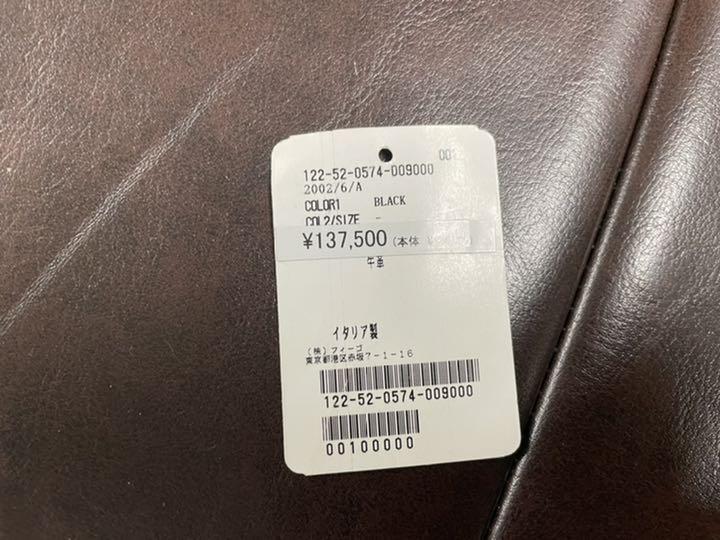 001
122-52-0574-009000
2002/6/A
COLOR1 BLACK
COL2/SIZE -
¥137,500 (本体 ¥
牛革
イタリア製
(株)フィーゴ
東京都港区赤坂7-1-16
122-52-0574-009000
00100000